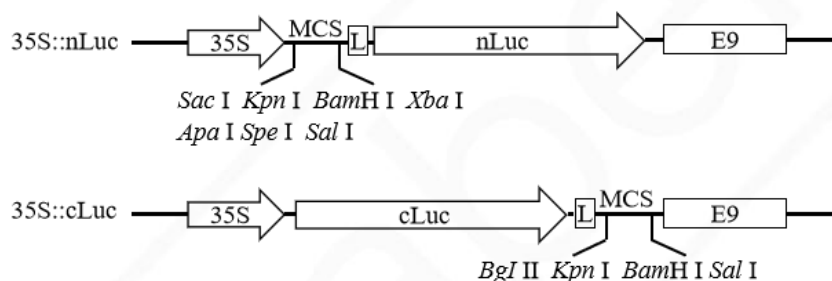 35S::nLuc 35S MCS L nLuc E9
Sac I Kpn I BamH I Xba I
Apa I Spe I Sal I
35S::cLuc 35S cLuc L MCS E9
BgI II Kpn I BamH I Sal I